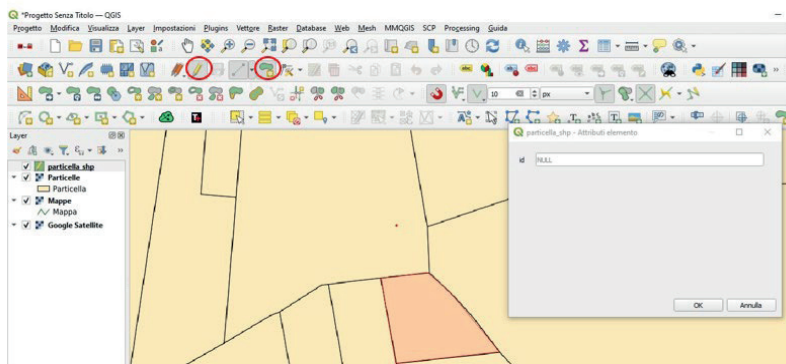 *Progetto Senza Titolo — QGIS
Progetto Modifica Visualizza Layer Impostazioni Plugins Vettore Raster Database Web Mesh MMQGIS SCP Processing Guida
10 px
Layer
particella_shp
Particelle
Particella
Mappe
Mappa
Google Satellite
particella_shp - Attributi elemento
id NULL
OK Annulla